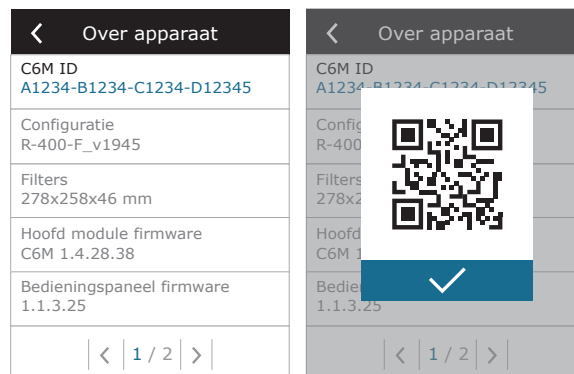 Over apparaat
C6M ID
A1234-B1234-C1234-D12345
Configuratie
R-400-F_v1945
Filters
278x258x46 mm
Hoofd module firmware
C6M 1.4.28.38
Bedieningspaneel firmware
1.1.3.25
1 / 2
Over apparaat
C6M ID
A1234-B1234-C1234-D12345
Config
R-400
Filters
278x2
Hoofd
C6M 1
Bedie
1.1.3.25
1 / 2